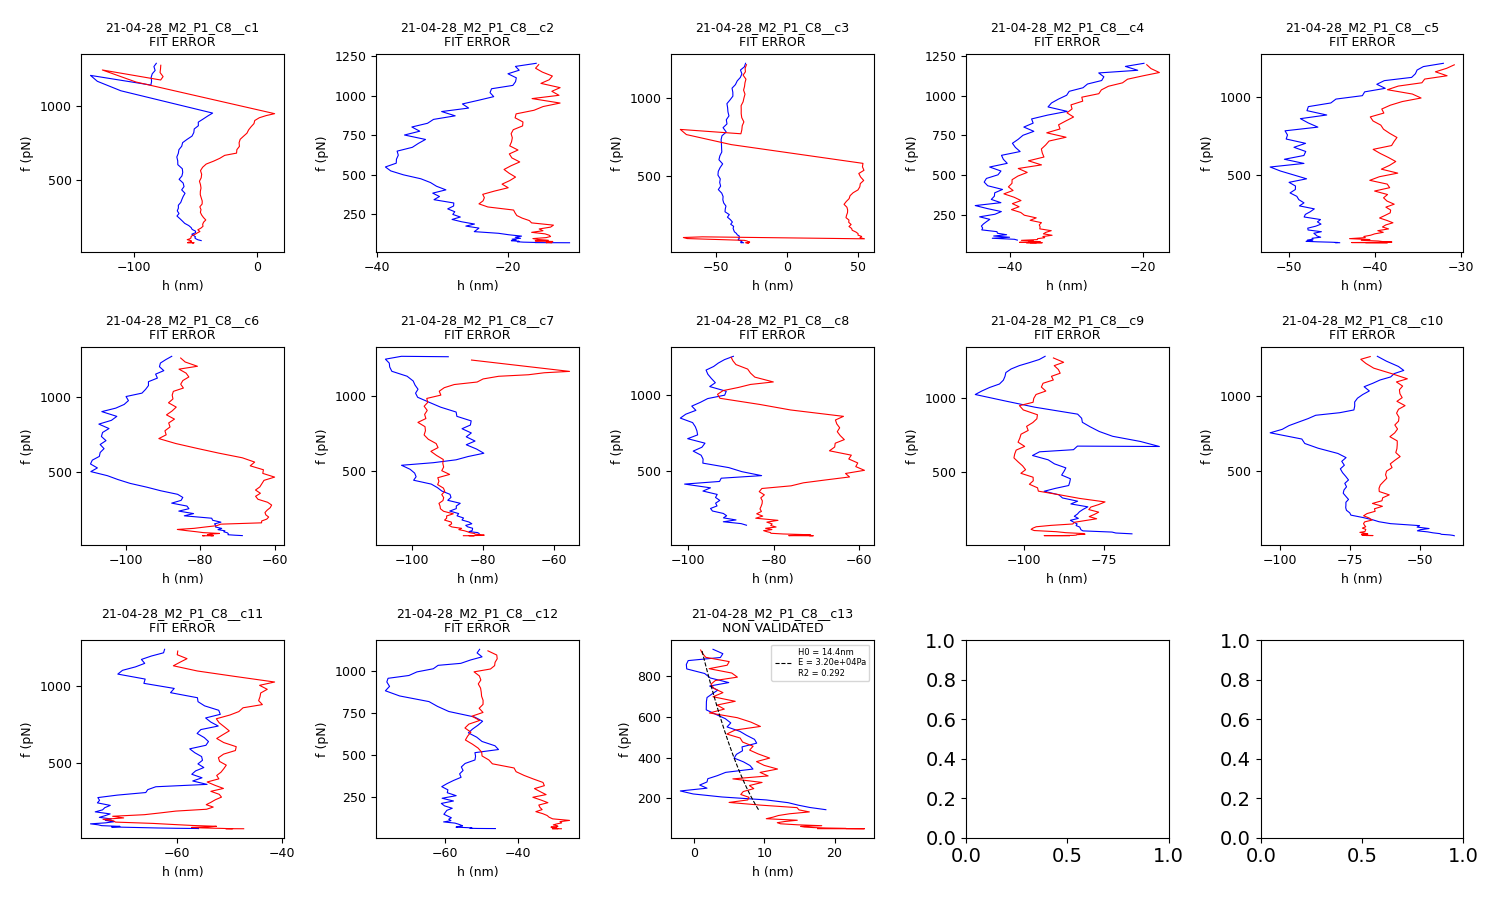 21-04-28_M2_P1_C8__c1
FIT ERROR
21-04-28_M2_P1_C8__c2
FIT ERROR
21-04-28_M2_P1_C8__c3
FIT ERROR
21-04-28_M2_P1_C8__c4
FIT ERROR
21-04-28_M2_P1_C8__c5
FIT ERROR
f (pN)
1000
500
−100
0
h (nm)
f (pN)
1250
1000
750
500
250
−40
−20
h (nm)
f (pN)
1000
500
−50
0
50
h (nm)
f (pN)
1250
1000
750
500
250
−40
−20
h (nm)
f (pN)
1000
500
−50
−40
−30
h (nm)
21-04-28_M2_P1_C8__c6
FIT ERROR
21-04-28_M2_P1_C8__c7
FIT ERROR
21-04-28_M2_P1_C8__c8
FIT ERROR
21-04-28_M2_P1_C8__c9
FIT ERROR
21-04-28_M2_P1_C8__c10
FIT ERROR
f (pN)
1000
500
−100
−80
−60
h (nm)
f (pN)
1000
500
−100
−80
−60
h (nm)
f (pN)
1000
500
−100
−80
−60
h (nm)
f (pN)
1000
500
−100
−75
h (nm)
f (pN)
1000
500
−100
−75
−50
h (nm)
21-04-28_M2_P1_C8__c11
FIT ERROR
21-04-28_M2_P1_C8__c12
FIT ERROR
21-04-28_M2_P1_C8__c13
NON VALIDATED
f (pN)
1000
500
−60
−40
h (nm)
f (pN)
1000
750
500
250
−60
−40
h (nm)
f (pN)
800
600
400
200
0
10
20
h (nm)
H0 = 14.4nm
E = 3.20e+04Pa
R2 = 0.292
1.0
0.8
0.6
0.4
0.2
0.0
0.0
0.5
1.0
1.0
0.8
0.6
0.4
0.2
0.0
0.0
0.5
1.0